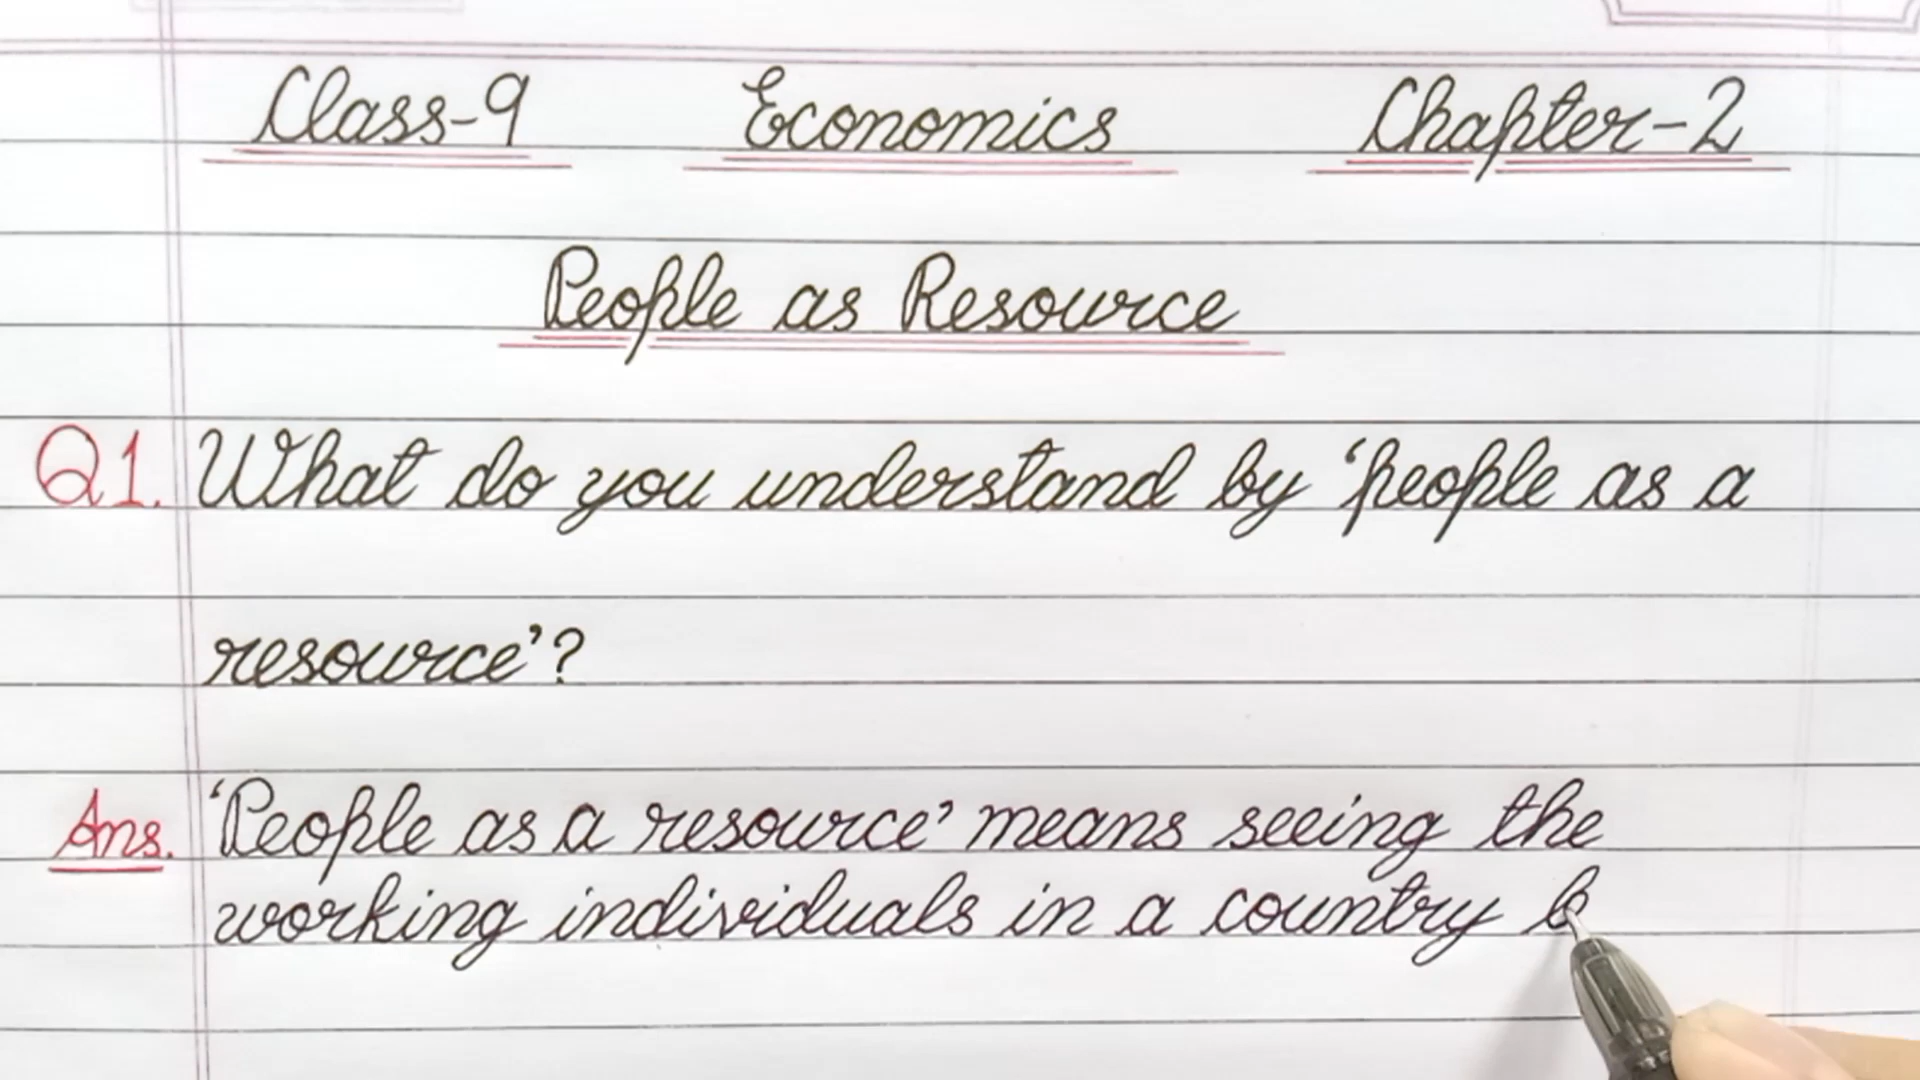 Class-9 Economics Chapter-2
People as Resource
Q1. What do you understand by ‘people as a
resource’?
Ans. ‘People as a resource’ means seeing the
working individuals in a country b